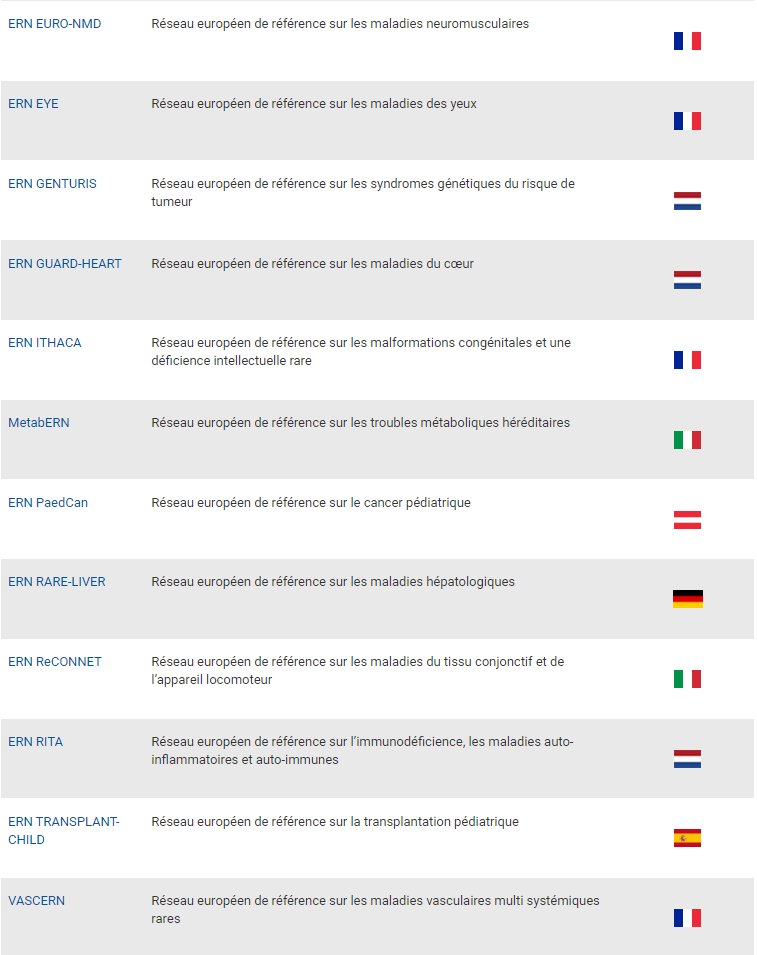 ERN EURO-NMD Réseau européen de référence sur les maladies neuromusculaires
ERN EYE Réseau européen de référence sur les maladies des yeux
ERN GENTURIS Réseau européen de référence sur les syndromes génétiques du risque de
tumeur
ERN GUARD-HEART Réseau européen de référence sur les maladies du cœur
ERN ITHACA Réseau européen de référence sur les malformations congénitales et une
déficience intellectuelle rare
MetabERN Réseau européen de référence sur les troubles métaboliques héréditaires
ERN PaedCan Réseau européen de référence sur le cancer pédiatrique
ERN RARE-LIVER Réseau européen de référence sur les maladies hépatologiques
ERN ReCONNET Réseau européen de référence sur les maladies du tissu conjonctif et de
l’appareil locomoteur
ERN RITA Réseau européen de référence sur l’immunodéficience, les maladies auto-
inflammatoires et auto-immunes
ERN TRANSPLANT- Réseau européen de référence sur la transplantation pédiatrique
CHILD
VASCERN Réseau européen de référence sur les maladies vasculaires multi systémiques
rares